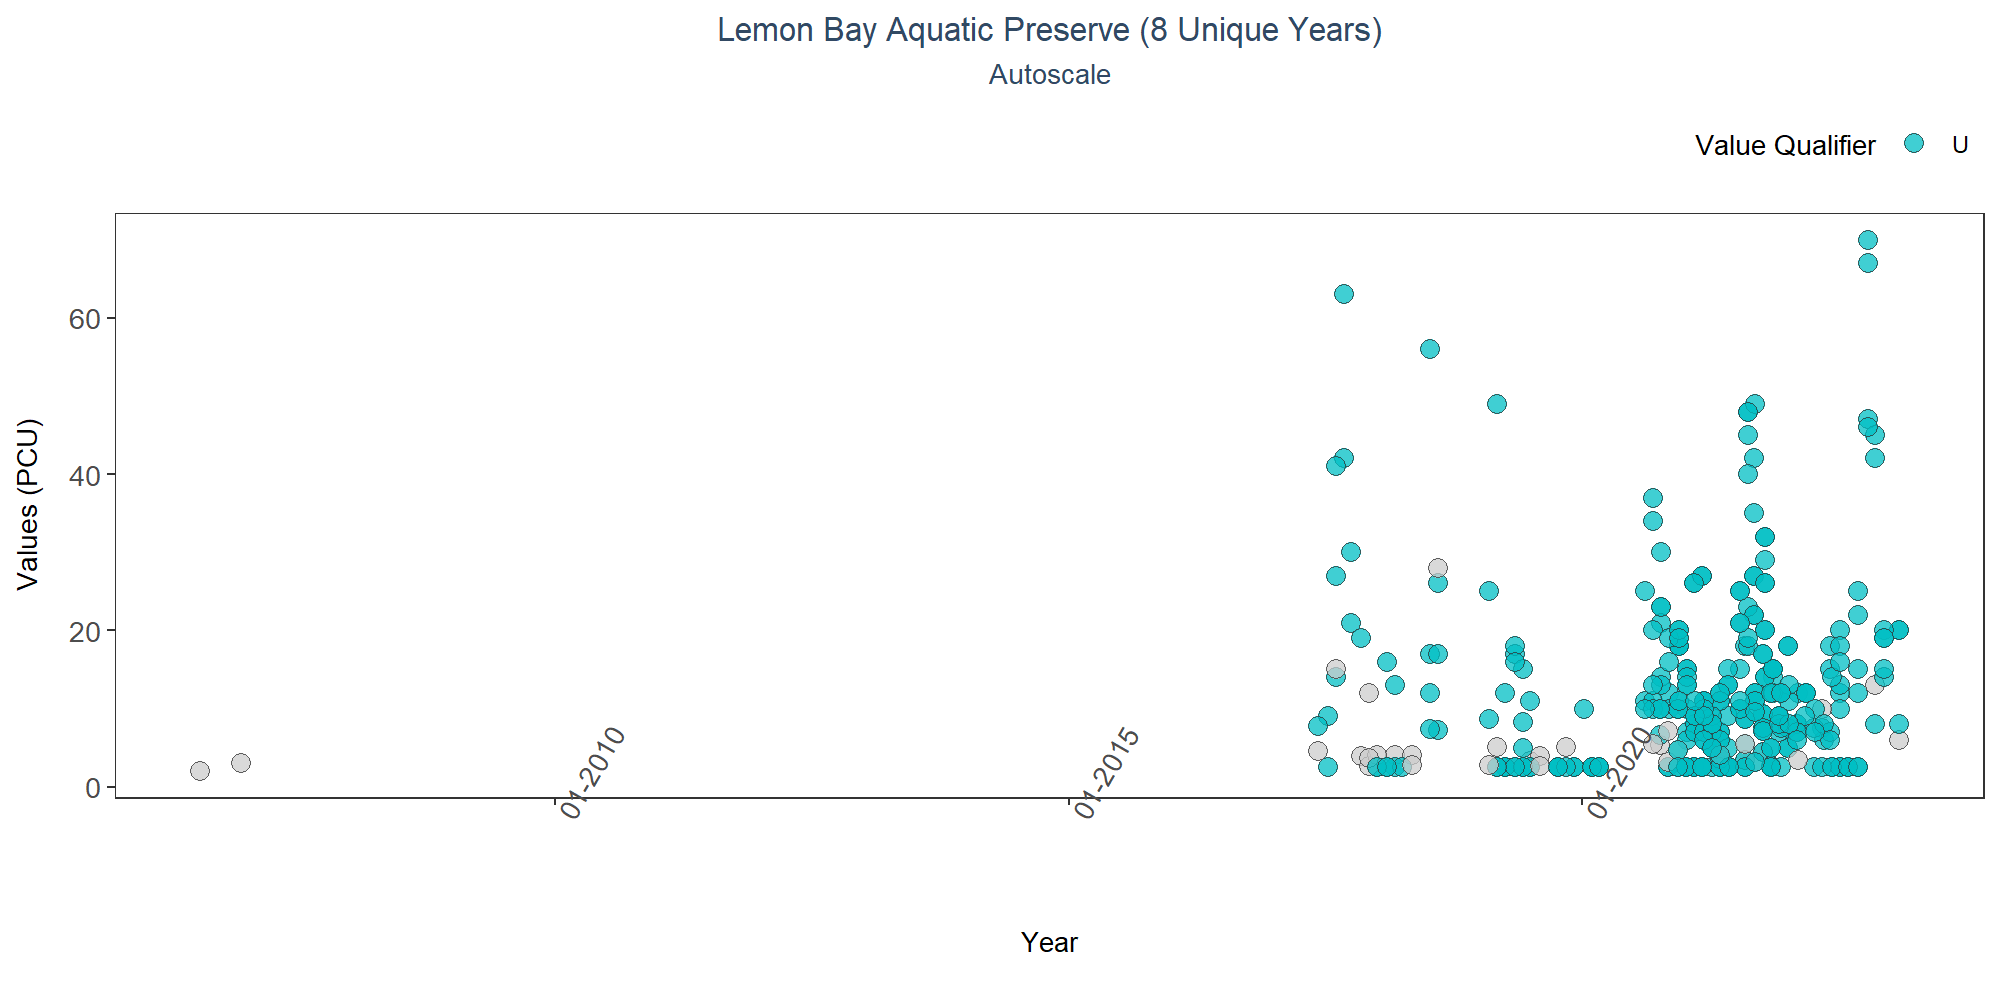 Lemon Bay Aquatic Preserve (8 Unique Years)
Autoscale
Value Qualifier U
Values (PCU)
60
40
20
0
01-2010
01-2015
01-2020
Year